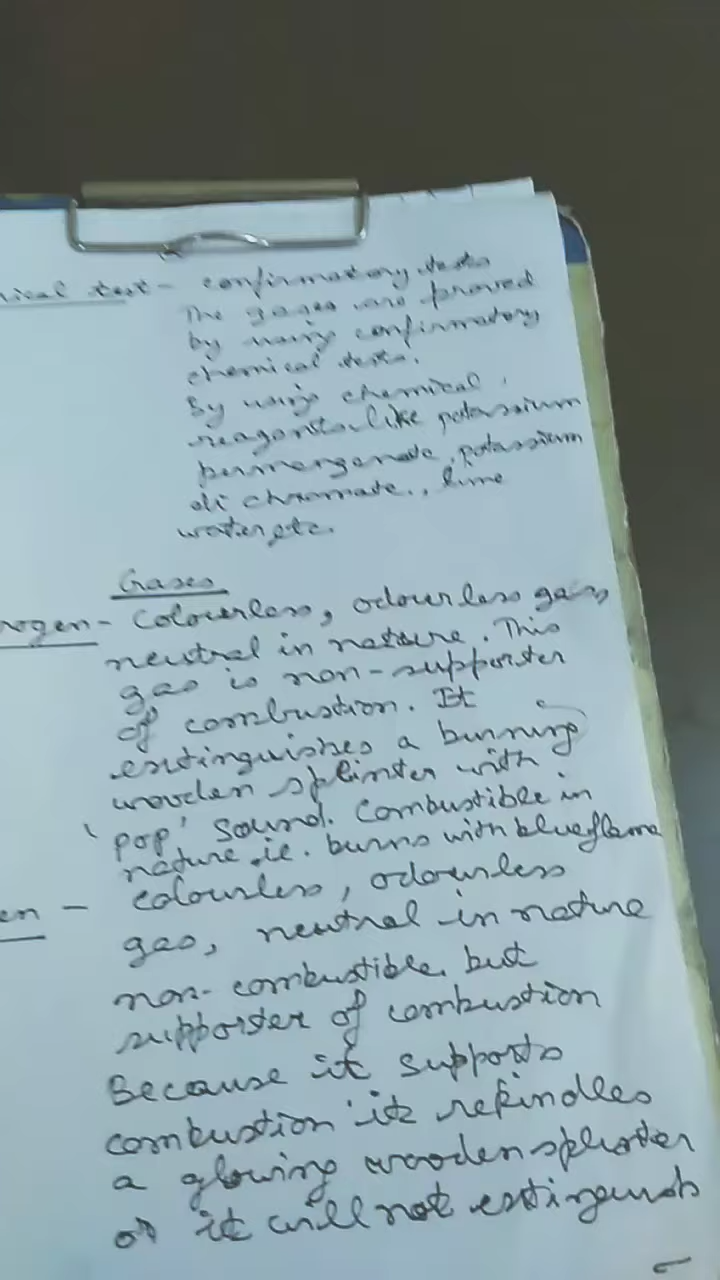 nical test - confirmatory tests
The gases are proved
by using confirmatory
chemical tests.
By using chemical
reagents like potassium
permanganate, potassium
di chromate., lime
water etc.
Gases
rogen - Colourless, odourless gas,
neutral in nature. This
gas is non-supporter
of combustion. It
extinguishes a burning
wooden splinter with
'pop' sound. Combustible in
nature ie. burns with blue flame
en - colourless, odourless
gas, neutral in nature
non-combustible. but
supporter of combustion
Because it supports
combustion it rekindles
a glowing wooden splinter
or it will not extinguish